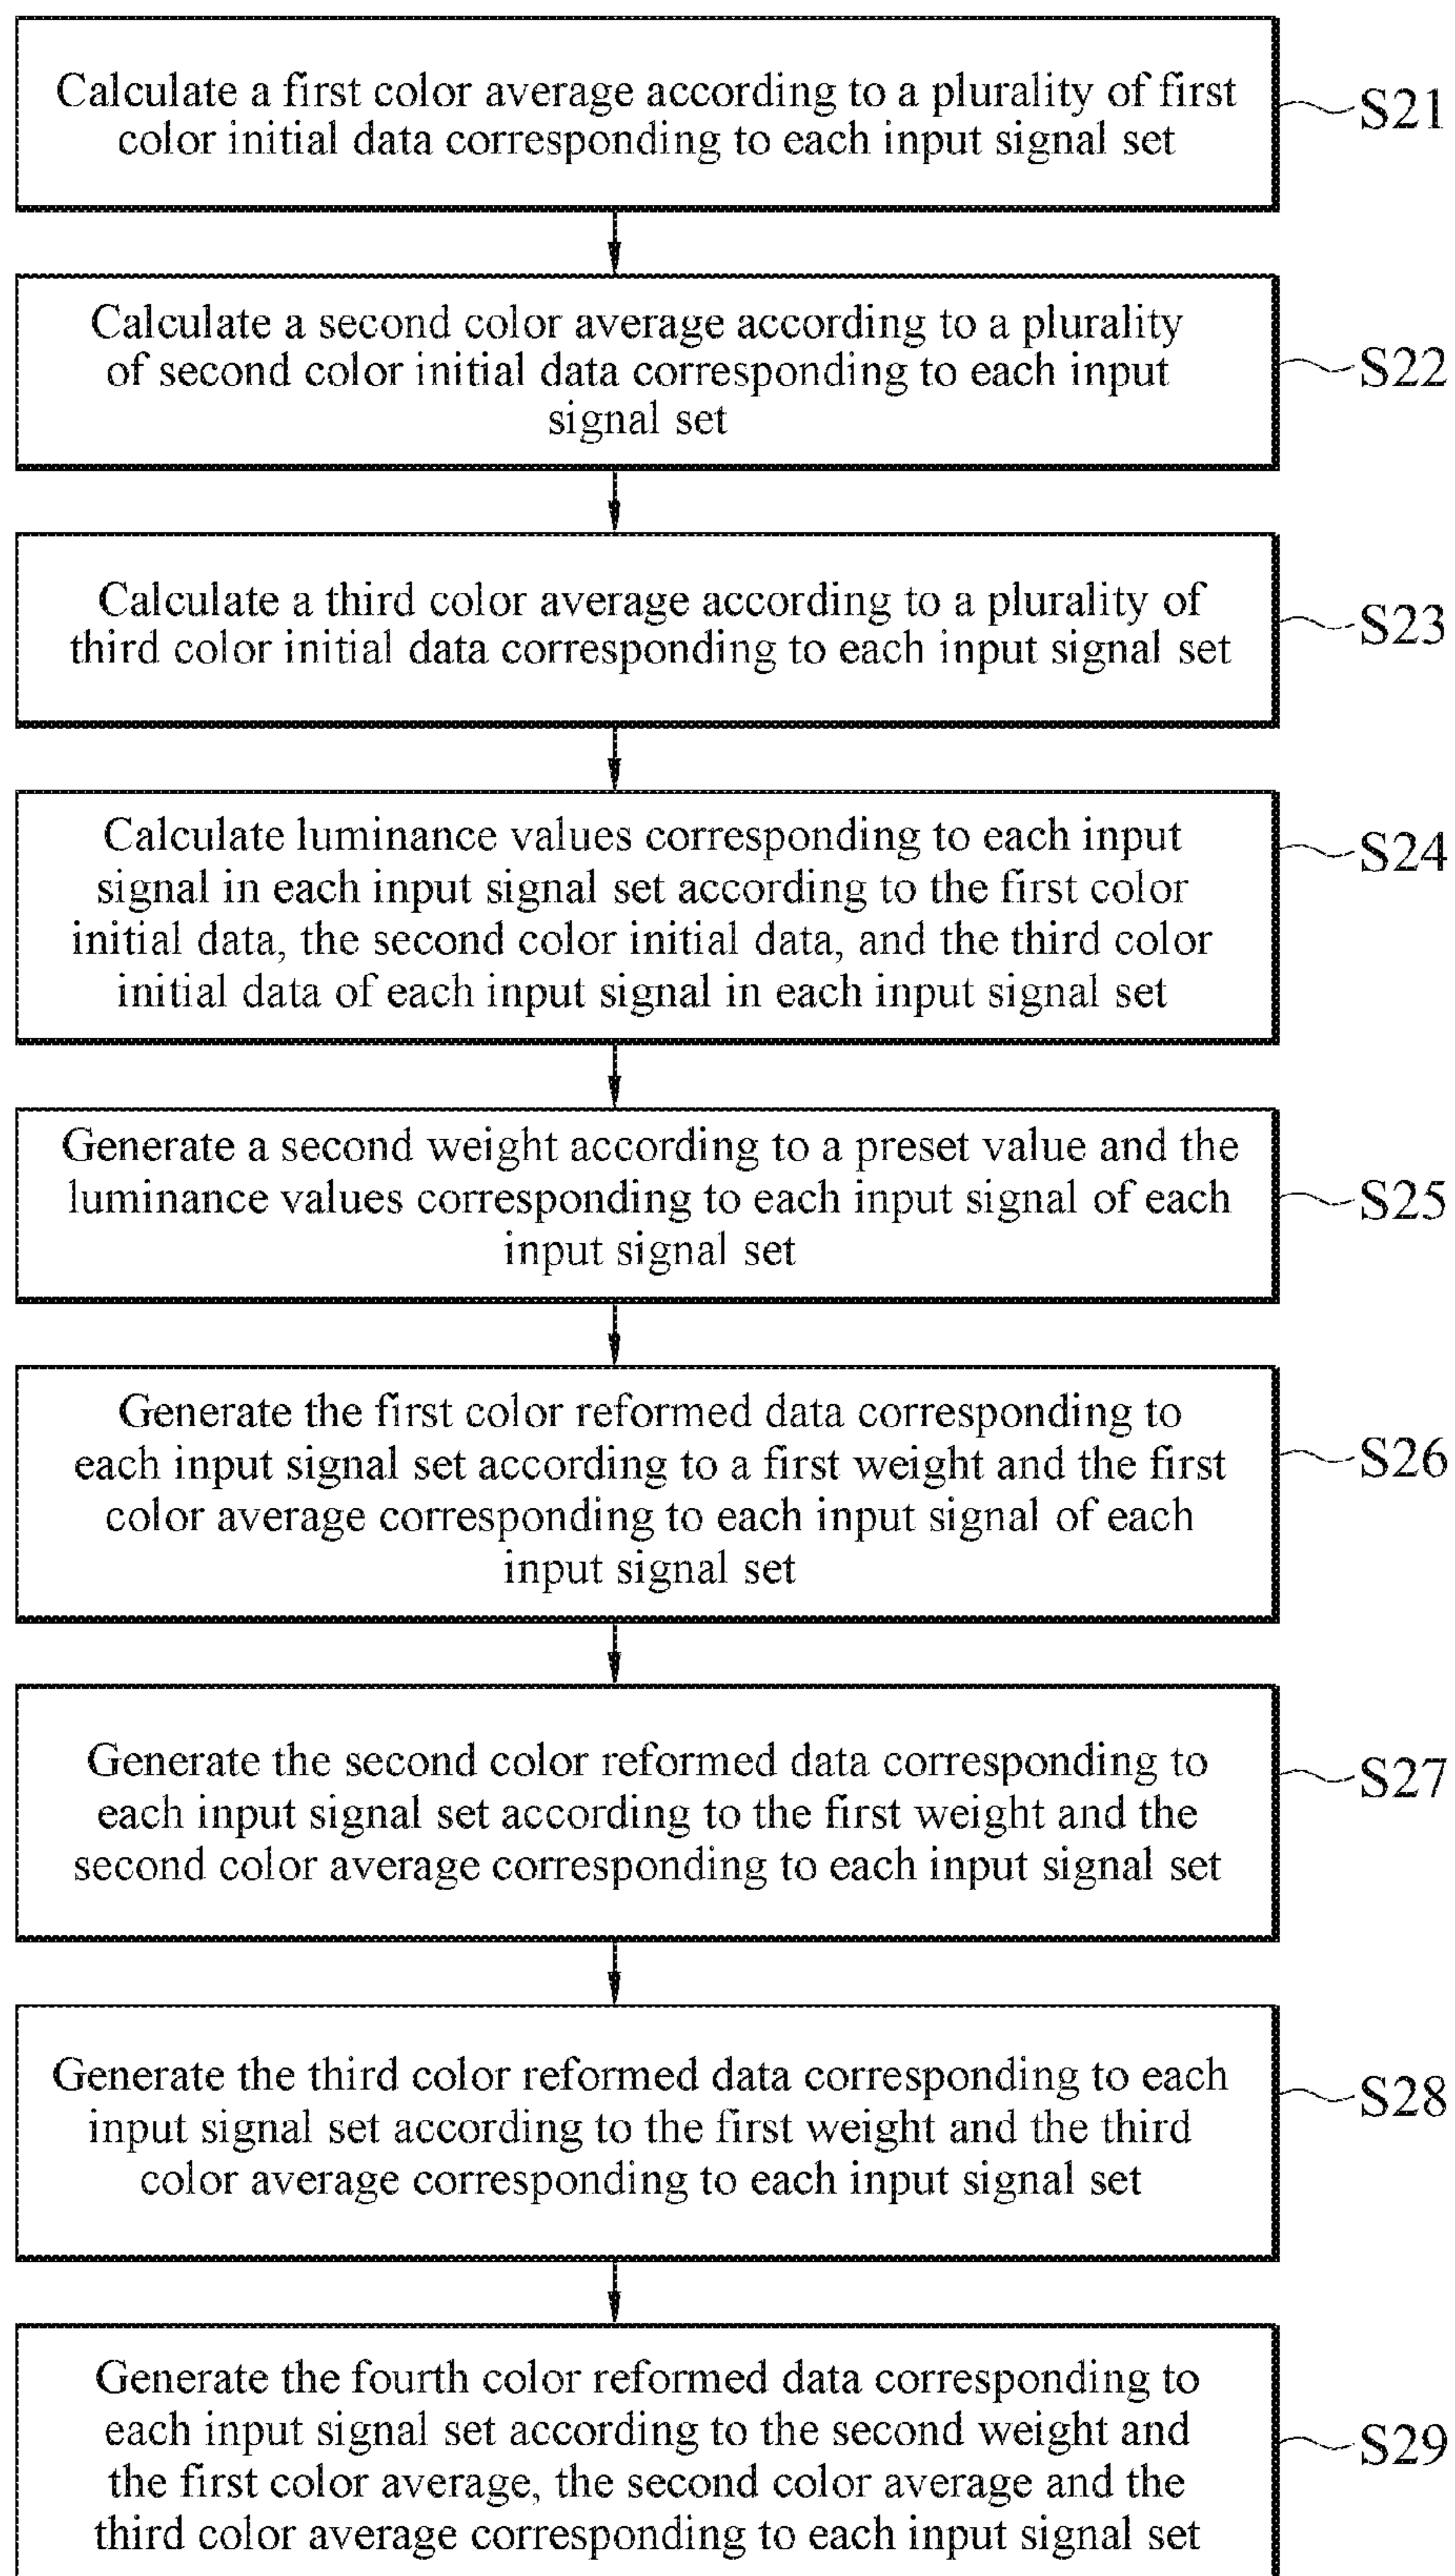 Calculate a first color average according to a plurality of first
color initial data corresponding to each input signal set
S21
Calculate a second color average according to a plurality
of second color initial data corresponding to each input
signal set
S22
Calculate a third color average according to a plurality of
third color initial data corresponding to each input signal set
S23
Calculate luminance values corresponding to each input
signal in each input signal set according to the first color
initial data, the second color initial data, and the third color
initial data of each input signal in each input signal set
S24
Generate a second weight according to a preset value and the
luminance values corresponding to each input signal of each
input signal set
S25
Generate the first color reformed data corresponding to
each input signal set according to a first weight and the first
color average corresponding to each input signal of each
input signal set
S26
Generate the second color reformed data corresponding to
each input signal set according to the first weight and the
second color average corresponding to each input signal set
S27
Generate the third color reformed data corresponding to each
input signal set according to the first weight and the third
color average corresponding to each input signal set
S28
Generate the fourth color reformed data corresponding to
each input signal set according to the second weight and
the first color average, the second color average and the
third color average corresponding to each input signal set
S29